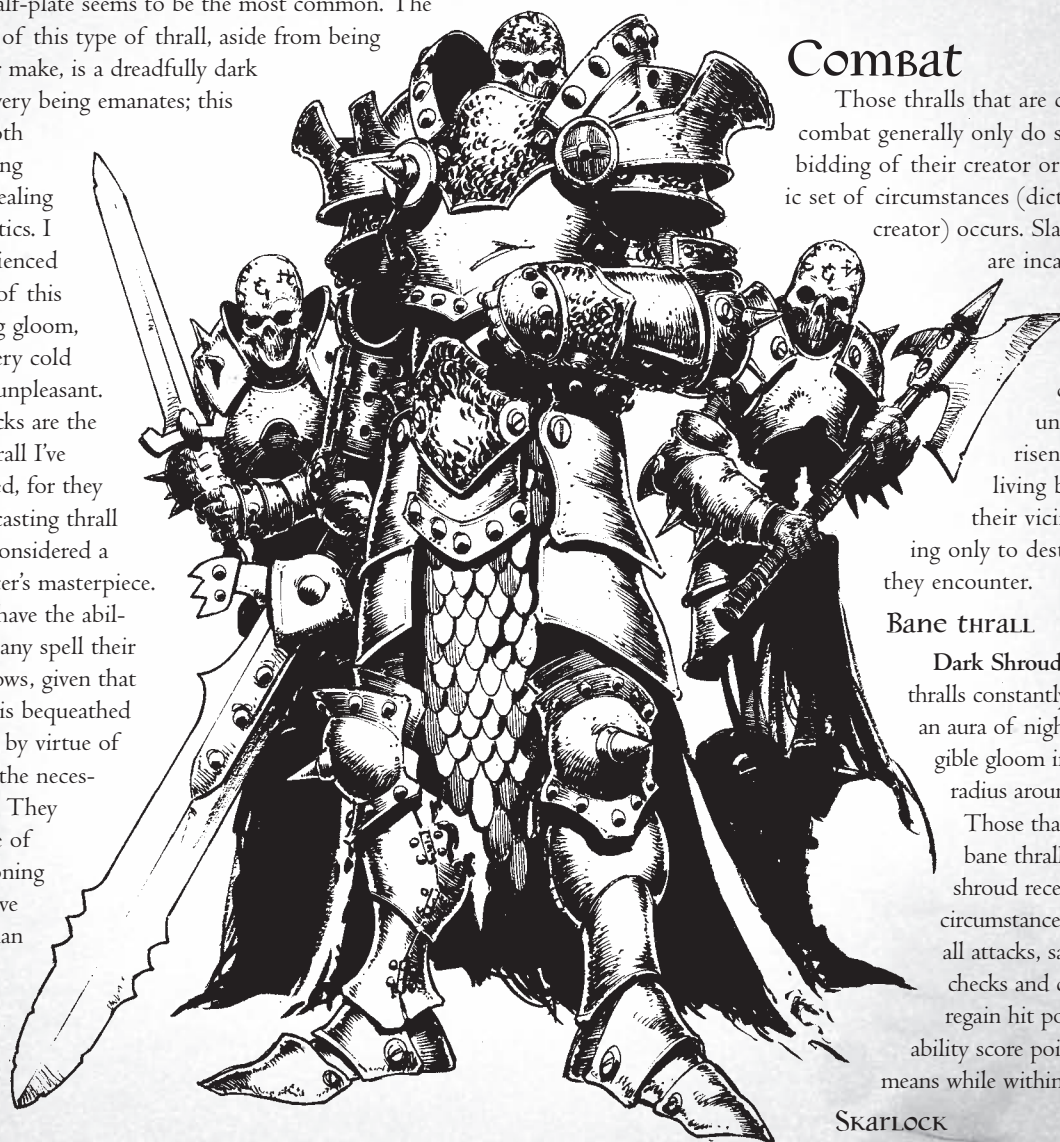 alf-plate seems to be the most common. The
of this type of thrall, aside from being
make, is a dreadfully dark
very being emanates; this
oth
ng
ealing
tics. I
ienced
of this
g gloom,
ery cold
unpleasant.
cks are the
rall I've
ed, for they
casting thrall
onsidered a
ter's masterpiece.
have the abil-
any spell their
ows, given that
is bequeathed
by virtue of
the neces-
They
e of
oning
ve
an
Combat
Those thralls that are c
combat generally only do s
bidding of their creator or
ic set of circumstances (dict
creator) occurs. Sla
are inca
un
risen
living b
their vici
ing only to dest
they encounter.
Bane thrall
Dark Shroud
thralls constantly
an aura of nigh
gible gloom i
radius aroun
Those tha
bane thrall
shroud rece
circumstance
all attacks, sa
checks and
regain hit po
ability score poi
means while within
Skarlock